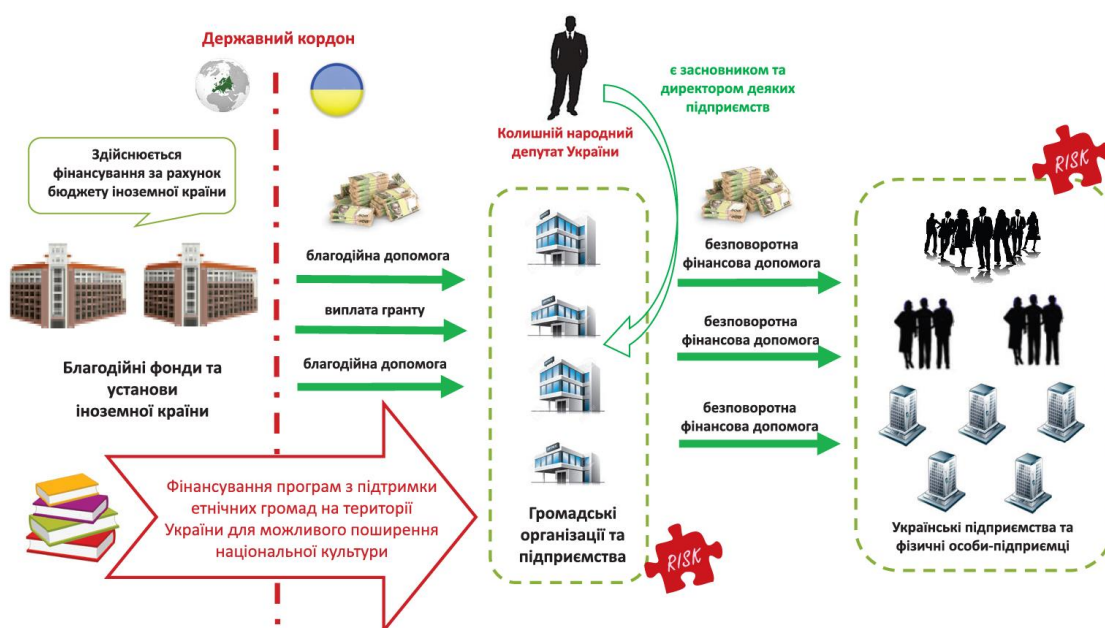 Державний кордон
є засновником та
директором деяких
підприємств
Колишній народний
депутат України
RISK
Здійснюється
фінансування за рахунок
бюджету іноземної країни
благодійна допомога
виплата гранту
благодійна допомога
безповоротна
фінансова допомога
безповоротна
фінансова допомога
безповоротна
фінансова допомога
Благодійні фонди та
установи
іноземної країни
Фінансування програм з підтримки
етнічних громад на території
України для можливого поширення
національної культури
Громадські
організації та
підприємства
RISK
Українські підприємства та
фізичні особи-підприємці